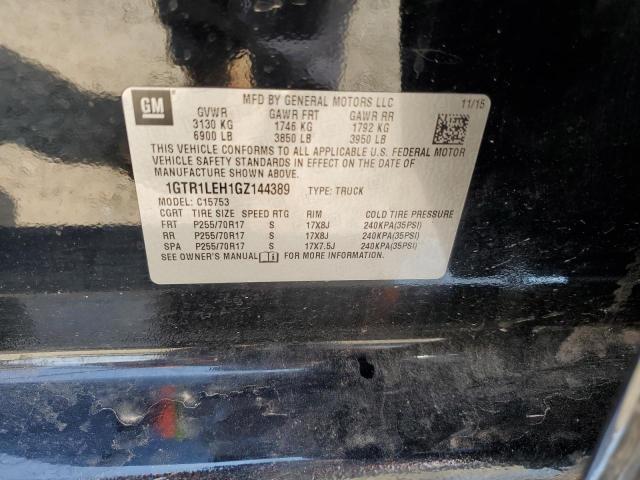 GM
MFD BY GENERAL MOTORS LLC 11/15
GVWR GAWR FRT GAWR RR
3130 KG 1746 KG 1792 KG
6900 LB 3850 LB 3950 LB
THIS VEHICLE CONFORMS TO ALL APPLICABLE U.S. FEDERAL MOTOR
VEHICLE SAFETY STANDARDS IN EFFECT ON THE DATE OF
MANUFACTURE SHOWN ABOVE.
1GTR1LEH1GZ144389 TYPE: TRUCK
MODEL: C15753
CGRT TIRE SIZE SPEED RTG RIM COLD TIRE PRESSURE
FRT P255/70R17 S 17X8J 240KPA(35PSI)
RR P255/70R17 S 17X8J 240KPA(35PSI)
SPA P255/70R17 S 17X7.5J 240KPA(35PSI)
SEE OWNER'S MANUAL FOR MORE INFORMATION.